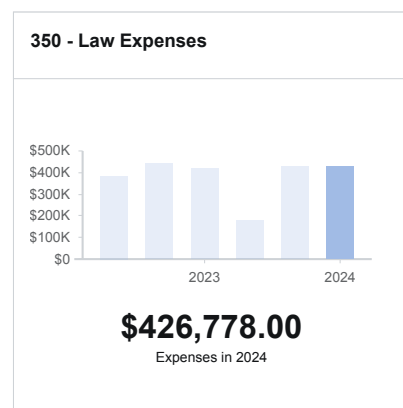 350 - Law Expenses
$500K
$400K
$300K
$200K
$100K
$0
2023
2024
$426,778.00
Expenses in 2024